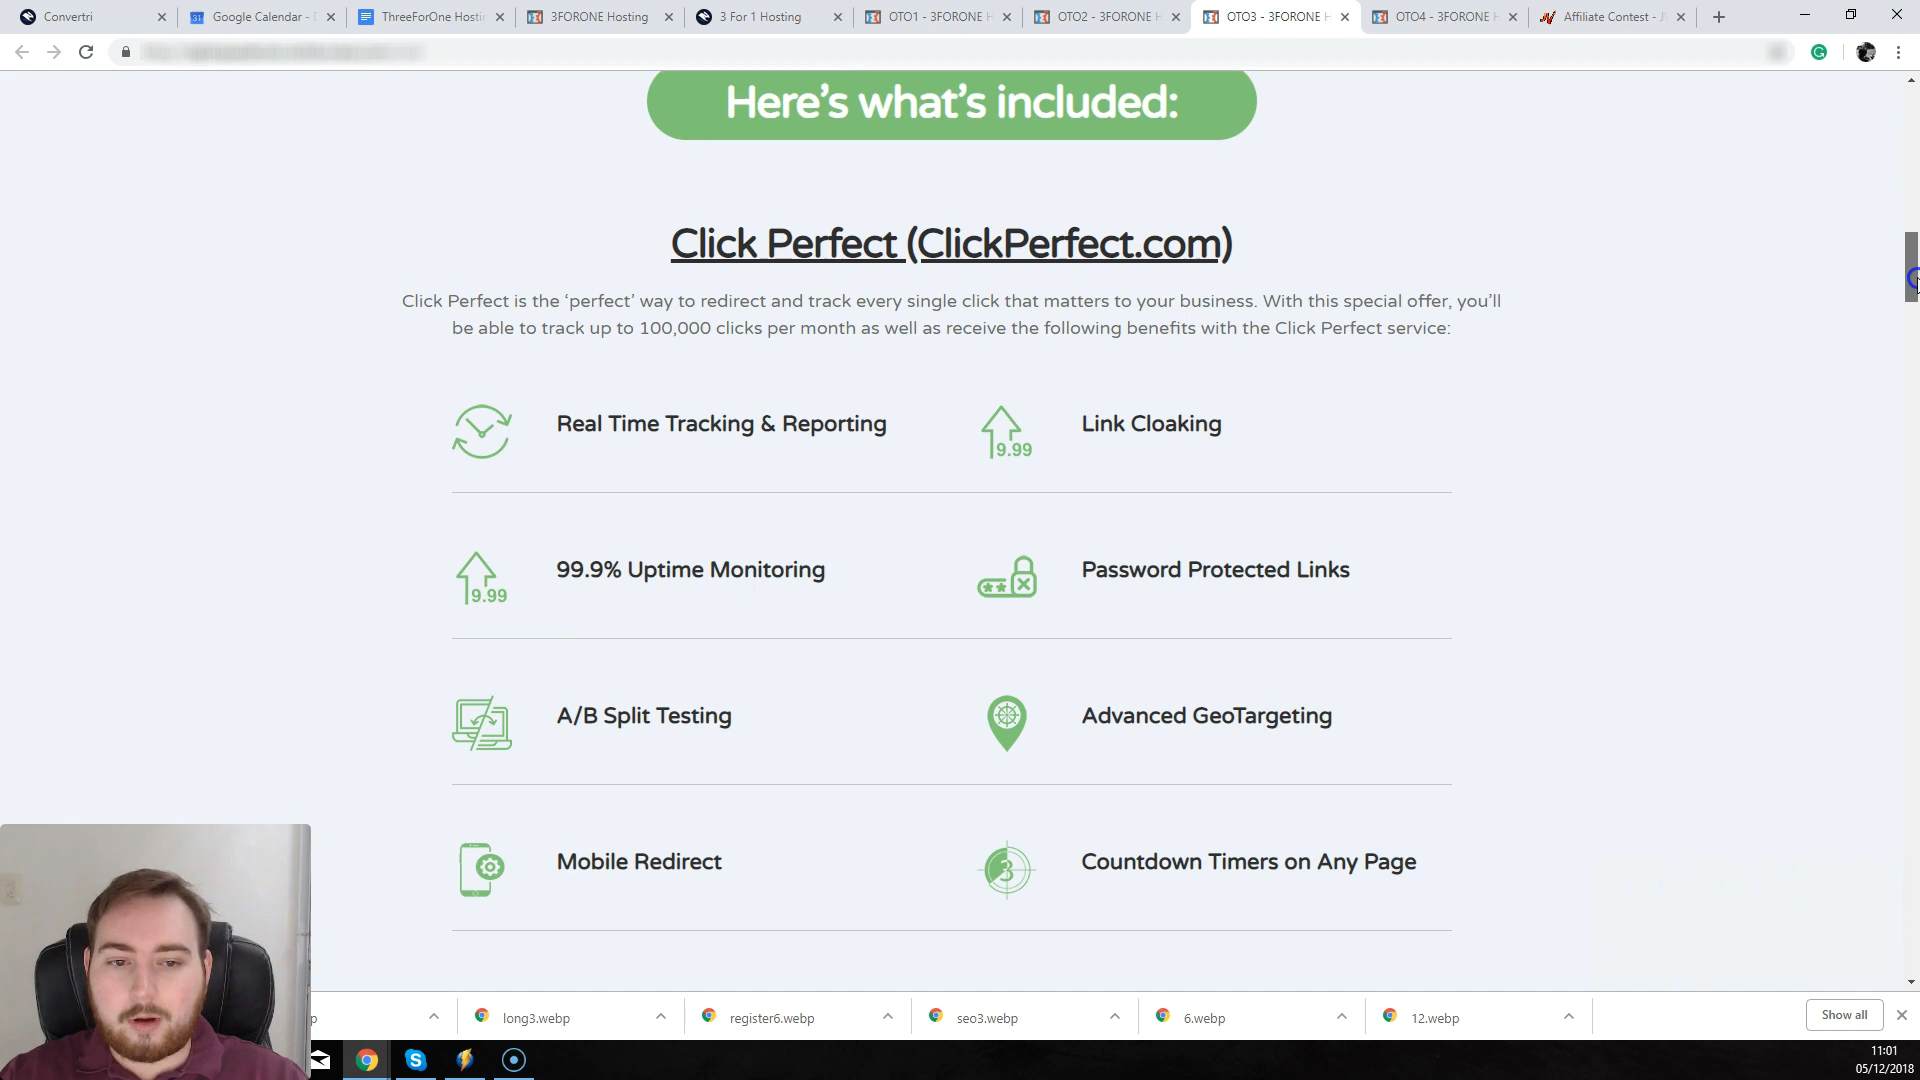 Convertri
Google Calendar - D
ThreeForOne Hosti
3FORONE Hosting
3 For 1 Hosting
OTO1 - 3FORONE H
OTO2 - 3FORONE H
OTO3 - 3FORONE H
OTO4 - 3FORONE H
Affiliate Contest - JV
Here’s what’s included:
Click Perfect (ClickPerfect.com)
Click Perfect is the ‘perfect’ way to redirect and track every single click that matters to your business. With this special offer, you’ll
be able to track up to 100,000 clicks per month as well as receive the following benefits with the Click Perfect service:
Real Time Tracking & Reporting
9.99
Link Cloaking
9.99
99.9% Uptime Monitoring
Password Protected Links
A/B Split Testing
Advanced GeoTargeting
Mobile Redirect
3
Countdown Timers on Any Page
p
long3.webp
register6.webp
seo3.webp
6.webp
12.webp
Show all
11:01
05/12/2018